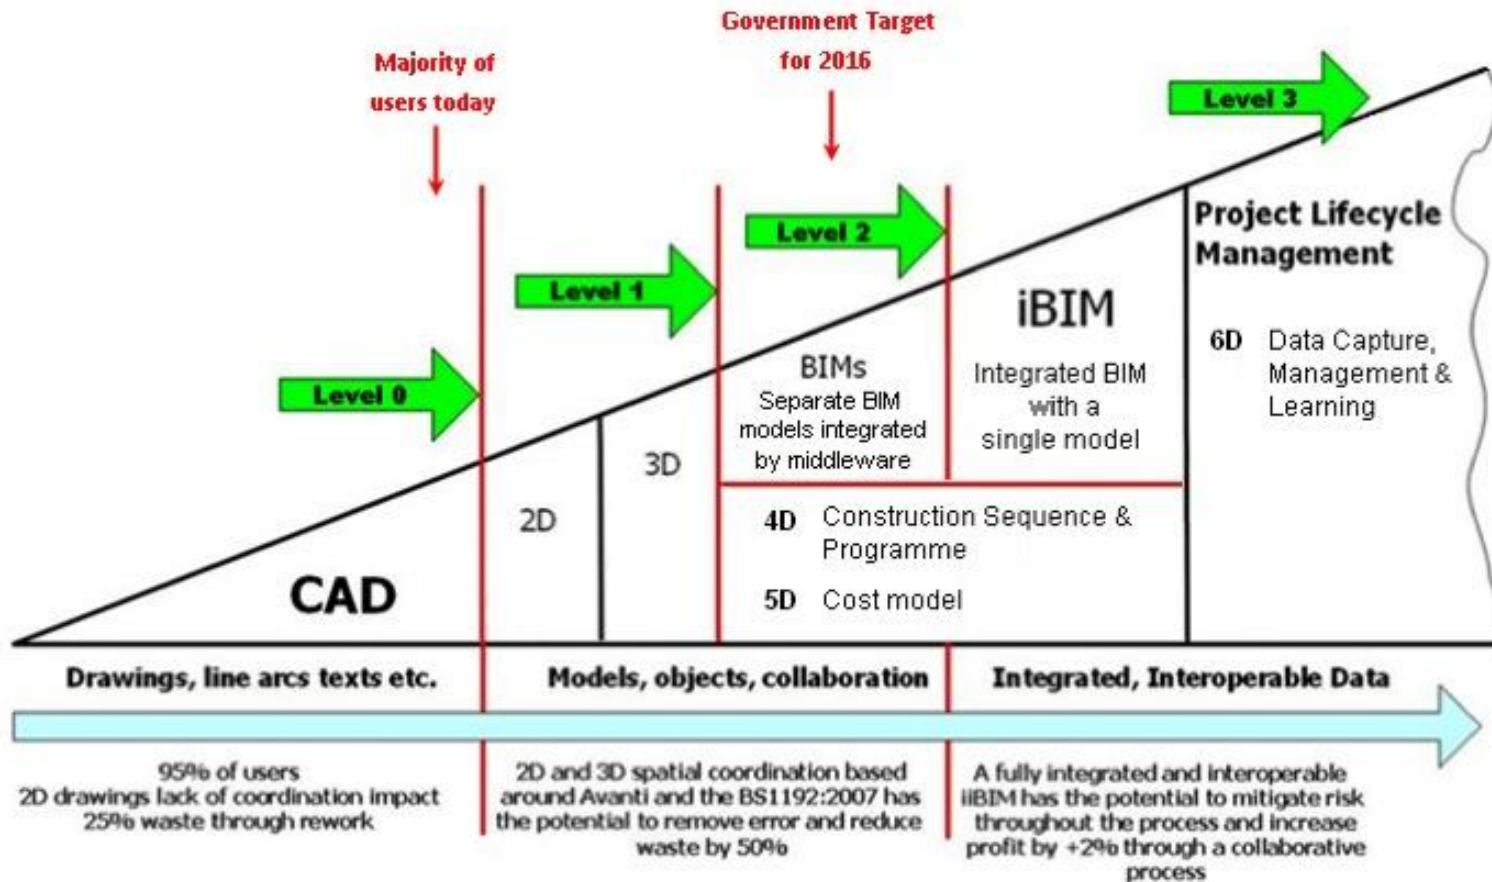 Government Target
for 2016
Majority of
users today
Level 3
Level 2
Level 1
Level 0
Project Lifecycle
Management
6D Data Capture,
Management &
Learning
iBIM
Integrated BIM
with a
single model
BIMs
Separate BIM
models integrated
by middleware
3D
2D
CAD
4D Construction Sequence &
Programme
5D Cost model
Drawings, line arcs texts etc.
Models, objects, collaboration
Integrated, Interoperable Data
95% of users
2D drawings lack of coordination impact
25% waste through rework
2D and 3D spatial coordination based
around Avanti and the BS1192:2007 has
the potential to remove error and reduce
waste by 50%
A fully integrated and interoperable
iiBIM has the potential to mitigate risk
throughout the process and increase
profit by +2% through a collaborative
process